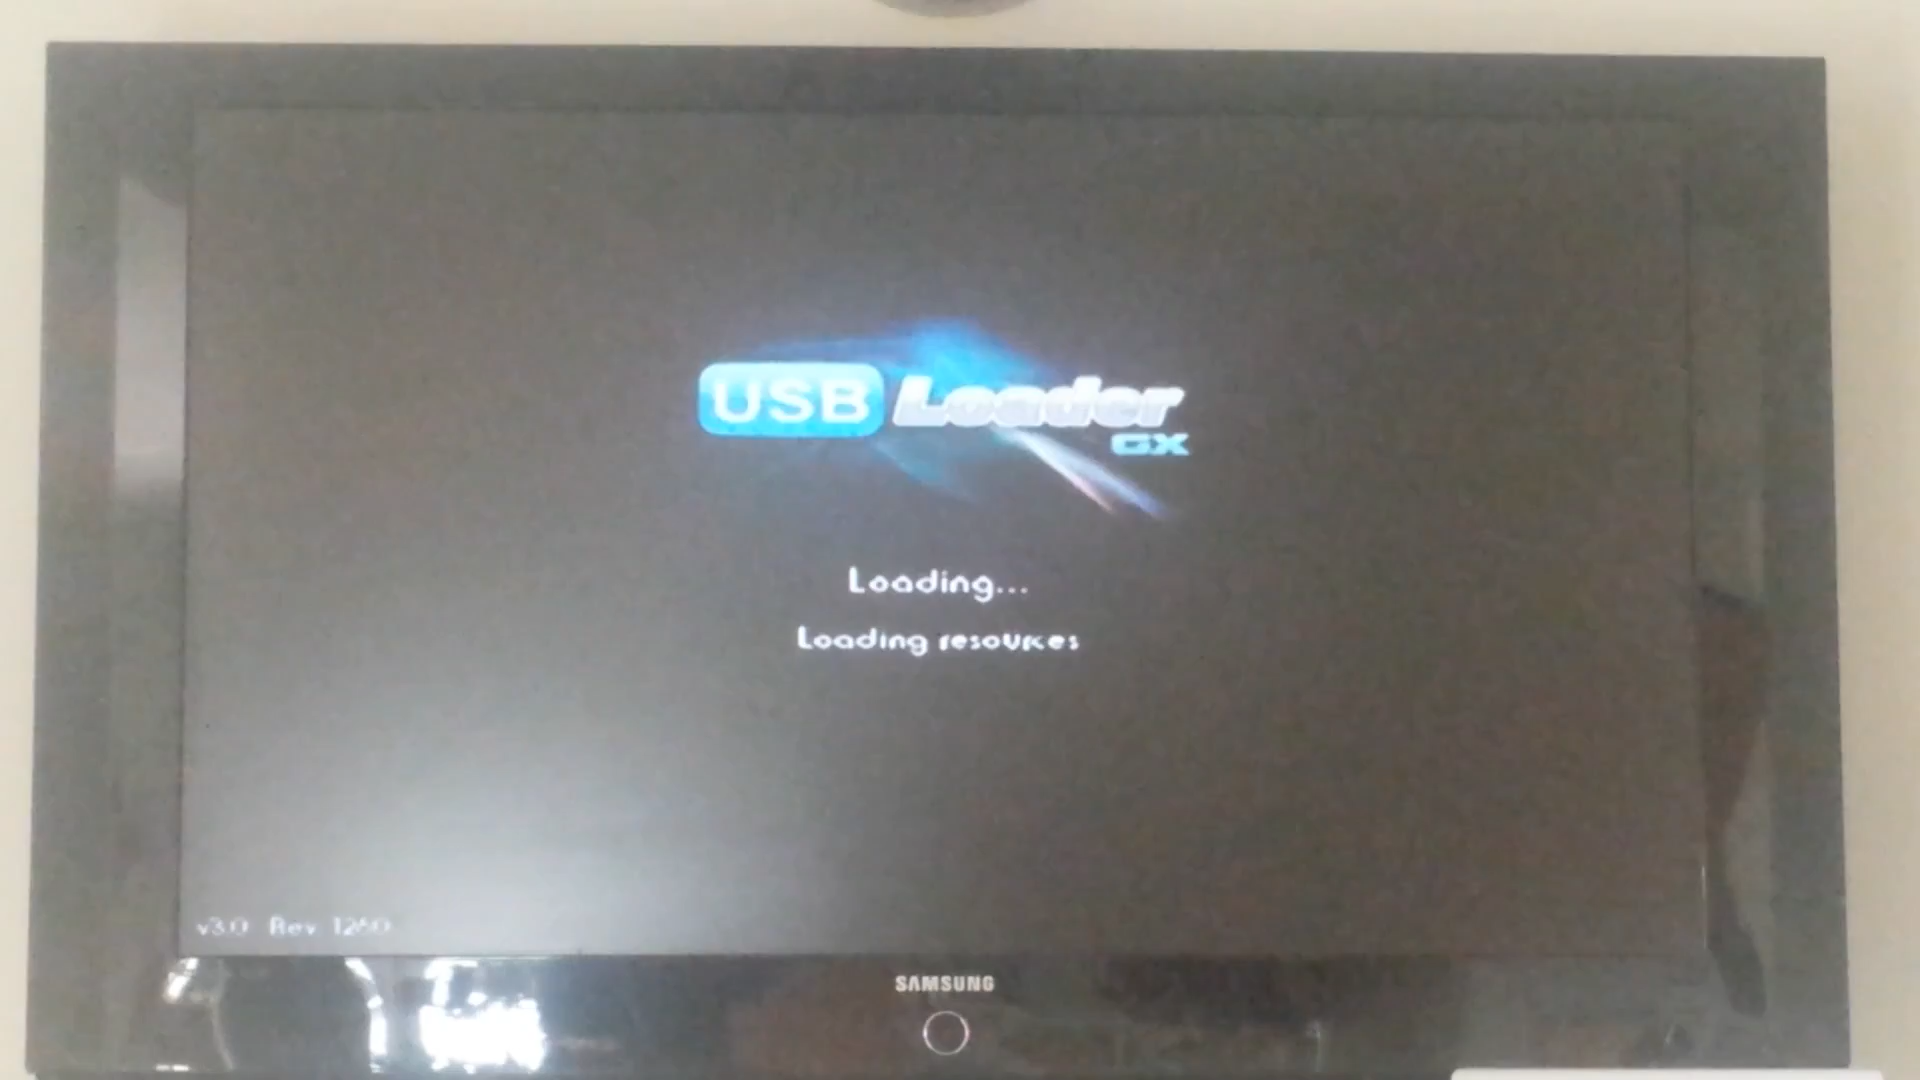 USB Loader
GX
Loading...
Loading resources
v3.0 Rev 1260
SAMSUNG